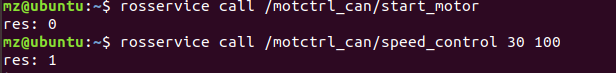 mz@ubuntu:~$ rosservice call /motctrl_can/start_motor
res: 0
mz@ubuntu:~$ rosservice call /motctrl_can/speed_control 30 100
res: 1